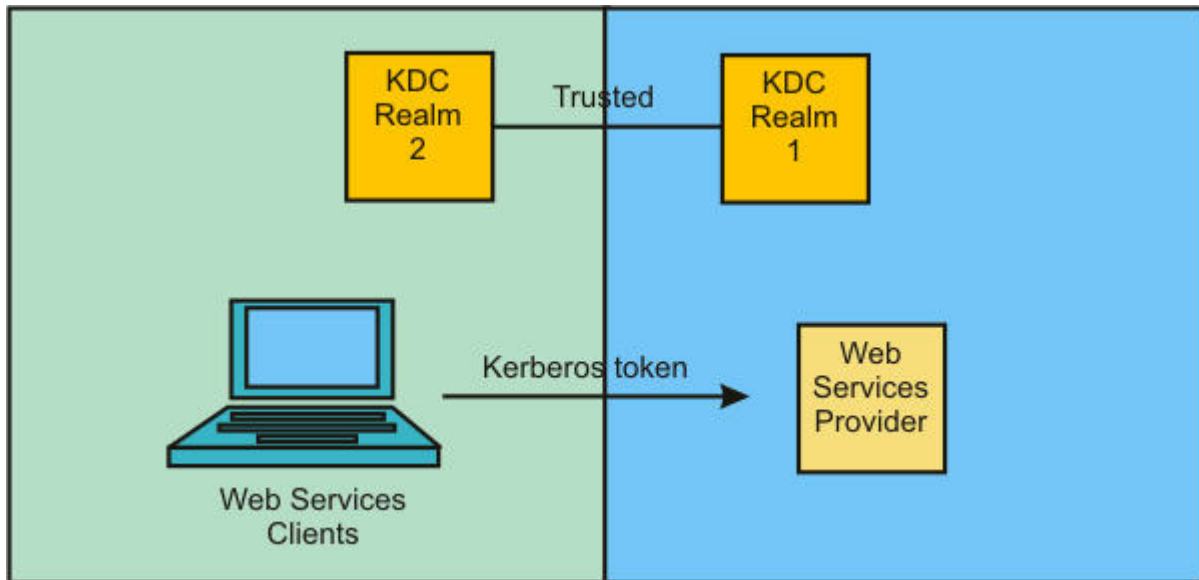 KDC
Realm
2
Trusted
KDC
Realm
1
Kerberos token
Web
Services
Provider
Web Services
Clients